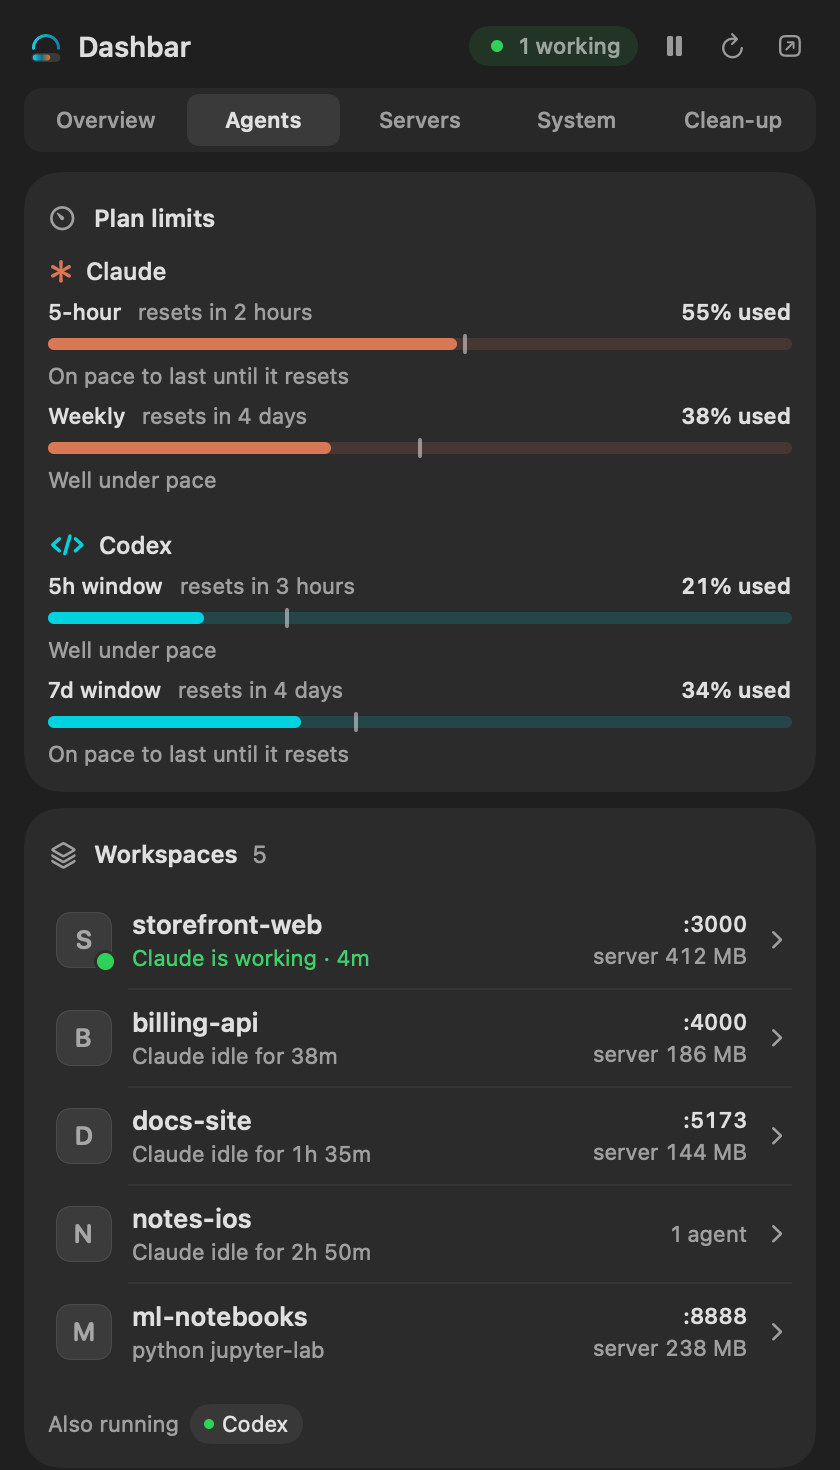 Dashbar
1 working
Overview
Agents
Servers
System
Clean-up
Plan limits
Claude
5-hour resets in 2 hours 55% used
On pace to last until it resets
Weekly resets in 4 days 38% used
Well under pace
Codex
5h window resets in 3 hours 21% used
Well under pace
7d window resets in 4 days 34% used
On pace to last until it resets
Workspaces 5
S
storefront-web :3000
Claude is working · 4m server 412 MB
B
billing-api :4000
Claude idle for 38m server 186 MB
D
docs-site :5173
Claude idle for 1h 35m server 144 MB
N
notes-ios
Claude idle for 2h 50m 1 agent
M
ml-notebooks :8888
python jupyter-lab server 238 MB
Also running Codex